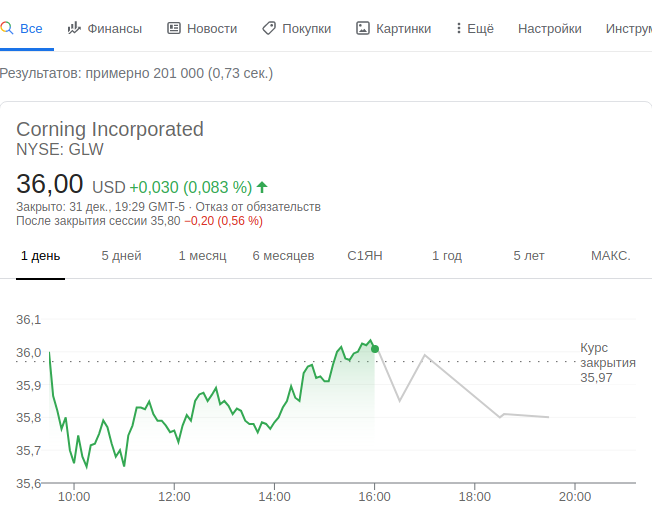 Все Финансы Новости Покупки Картинки Ещё Настройки Инструм
Результатов: примерно 201 000 (0,73 сек.)
Corning Incorporated
NYSE: GLW
36,00 USD +0,030 (0,083 %)
Закрыто: 31 дек., 19:29 GMT-5 · Отказ от обязательств
После закрытия сессии 35,80 −0,20 (0,56 %)
1 день 5 дней 1 месяц 6 месяцев С1ЯН 1 год 5 лет МАКС.
36,1
36,0
35,9
35,8
35,7
35,6
Курс
закрытия
35,97
10:00 12:00 14:00 16:00 18:00 20:00